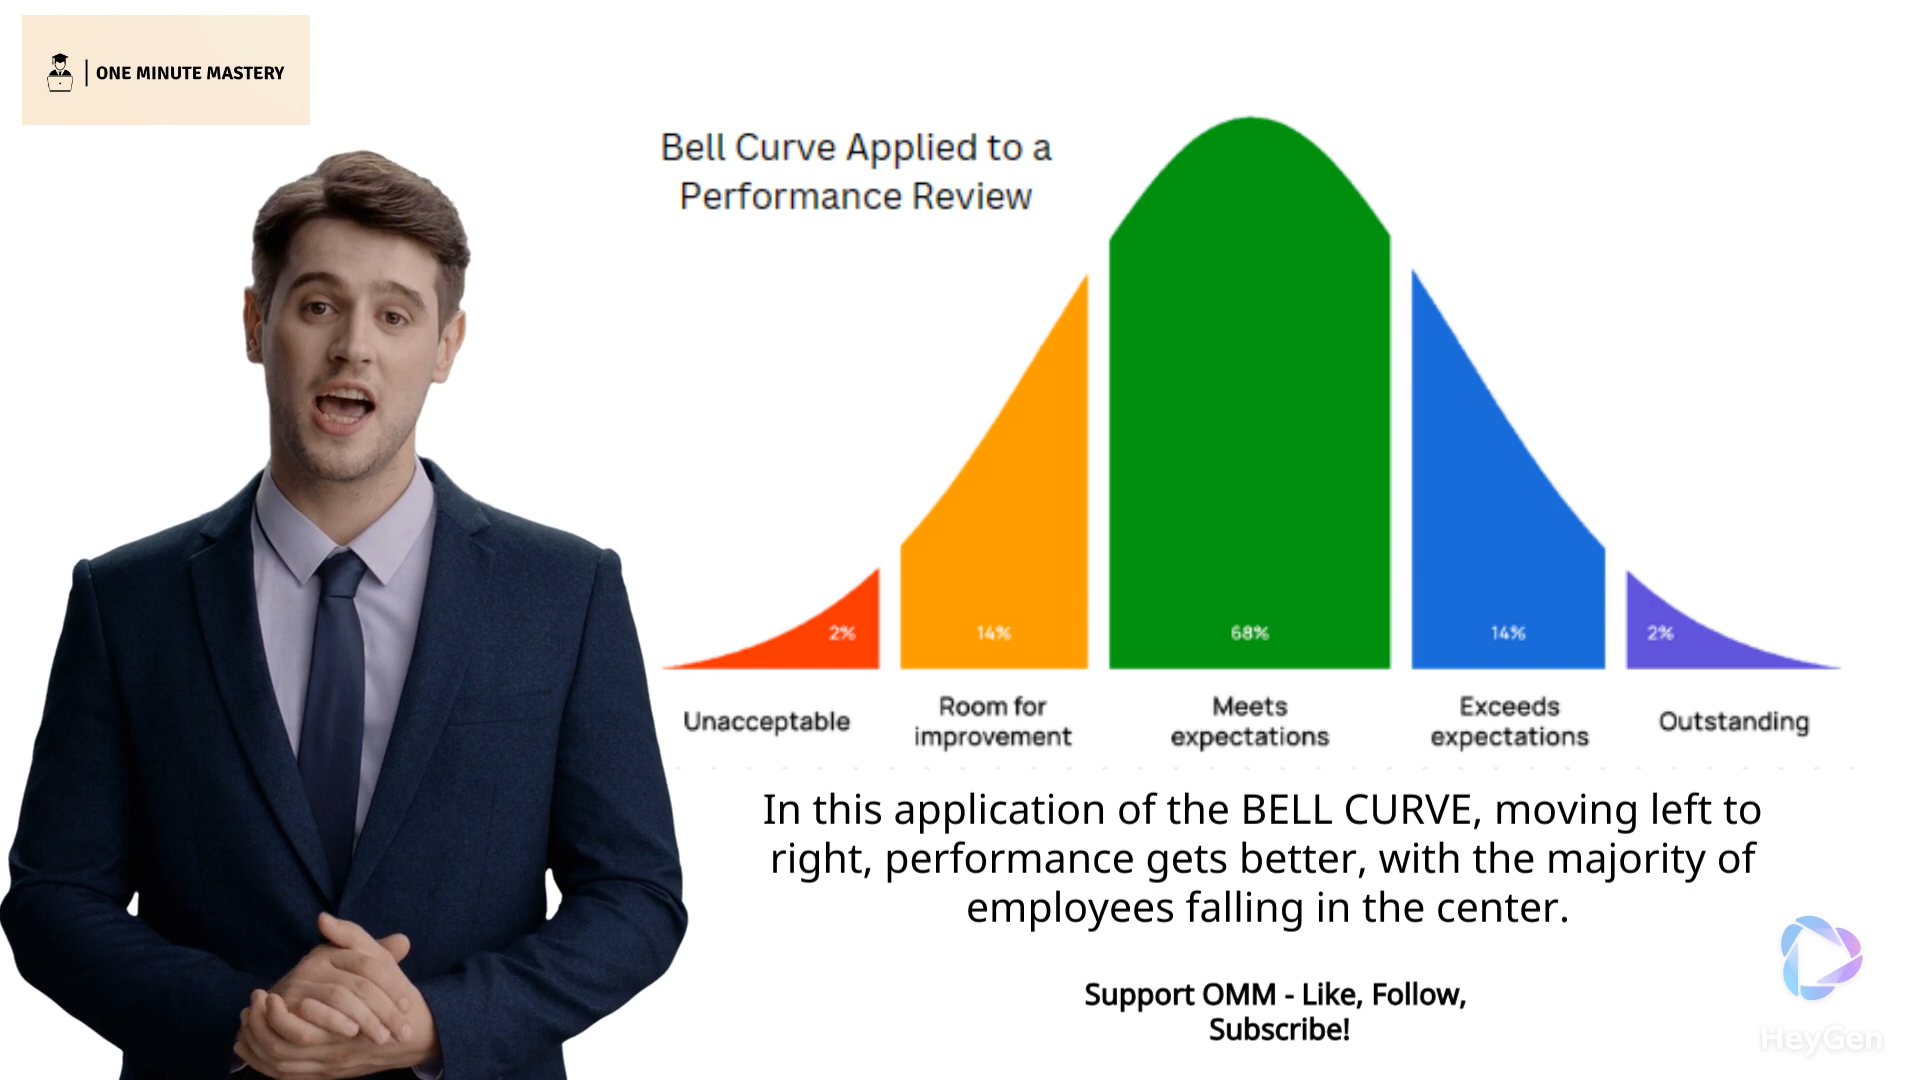 | ONE MINUTE MASTERY
Bell Curve Applied to a
Performance Review
2%
14%
68%
14%
2%
Unacceptable
Room for
improvement
Meets
expectations
Exceeds
expectations
Outstanding
In this application of the BELL CURVE, moving left to
right, performance gets better, with the majority of
employees falling in the center.
Support OMM - Like, Follow,
Subscribe!
HeyGen